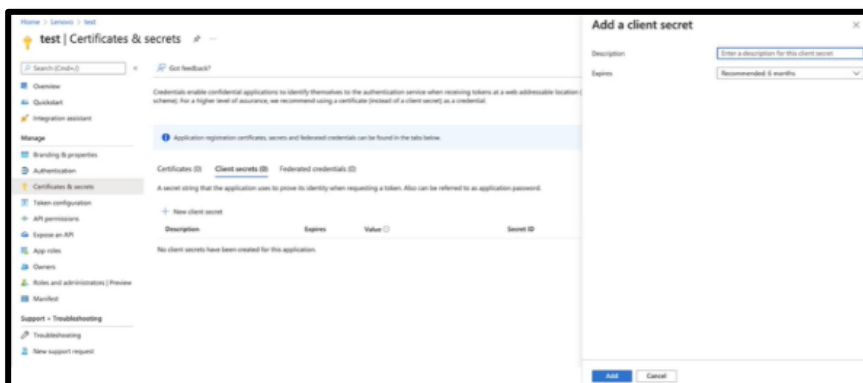 Home > Lenovo > test
test | Certificates & secrets
Search (Cmd+/)
Overview
Quickstart
Integration assistant
Manage
Branding & properties
Authentication
Certificates & secrets
Token configuration
API permissions
Expose an API
App roles
Owners
Roles and administrators | Preview
Manifest
Support + Troubleshooting
Troubleshooting
New support request
Got feedback?
Credentials enable confidential applications to identify themselves to the authentication service when receiving tokens at a web addressable location (
scheme). For a higher level of assurance, we recommend using a certificate (instead of a client secret) as a credential.
Application registration certificates, secrets and federated credentials can be found in the tabs below.
Certificates (0) Client secrets (0) Federated credentials (0)
A secret string that the application uses to prove its identity when requesting a token. Also can be referred to as application password.
New client secret
Description Expires Value Secret ID
No client secrets have been created for this application.
Add a client secret
Description Enter a description for this client secret
Expires Recommended: 6 months
Add Cancel